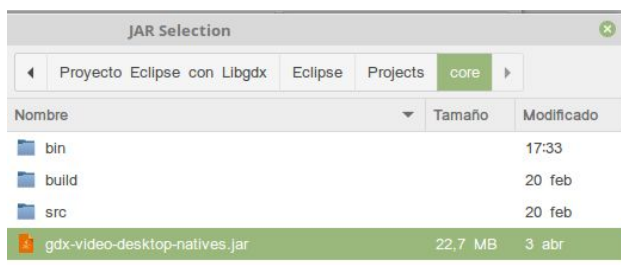 JAR Selection
Proyecto Eclipse con Libgdx Eclipse Projects core
Nombre Tamaño Modificado
bin 17:33
build 20 feb
src 20 feb
gdx-video-desktop-natives.jar 22,7 MB 3 abr